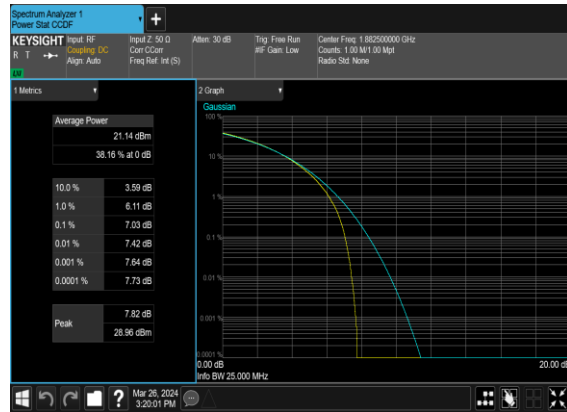 Spectrum Analyzer 1
Power Stat CCDF
+
KEYSIGHT
R T
LV
Input: RF
Coupling: DC
Align: Auto
Input Z: 50 Ω
Corr CCorr
Freq Ref: Int (S)
Atten: 30 dB
Trig: Free Run
#IF Gain: Low
Center Freq: 1.882500000 GHz
Counts: 1.00 M/1.00 Mpt
Radio Std: None
1 Metrics
Average Power
21.14 dBm
38.16 % at 0 dB
10.0 % 3.59 dB
1.0 % 6.11 dB
0.1 % 7.03 dB
0.01 % 7.42 dB
0.001 % 7.64 dB
0.0001 % 7.73 dB
Peak
7.82 dB
28.96 dBm
2 Graph
Gaussian
100 %
10 %
1 %
0.1 %
0.01 %
0.001 %
0.0001 %
0.00 dB
20.00 dB
Info BW 25.000 MHz
?
Mar 26, 2024
3:20:01 PM